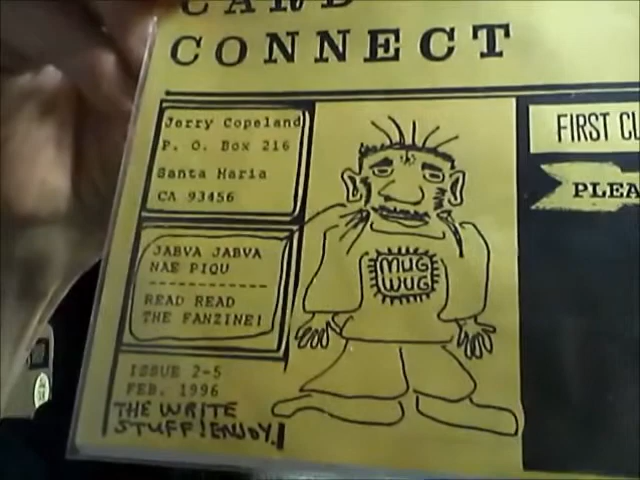 CARD
CONNECT
Jerry Copeland
P. O. Box 216
Santa Maria
CA 93456
JABVA JABVA
NAE PIQU
READ READ
THE FANZINE!
ISSUE 2-5
FEB. 1996
THE WRITE
STUFF! ENJOY.!
MUG
WUG
FIRST CL
PLEA